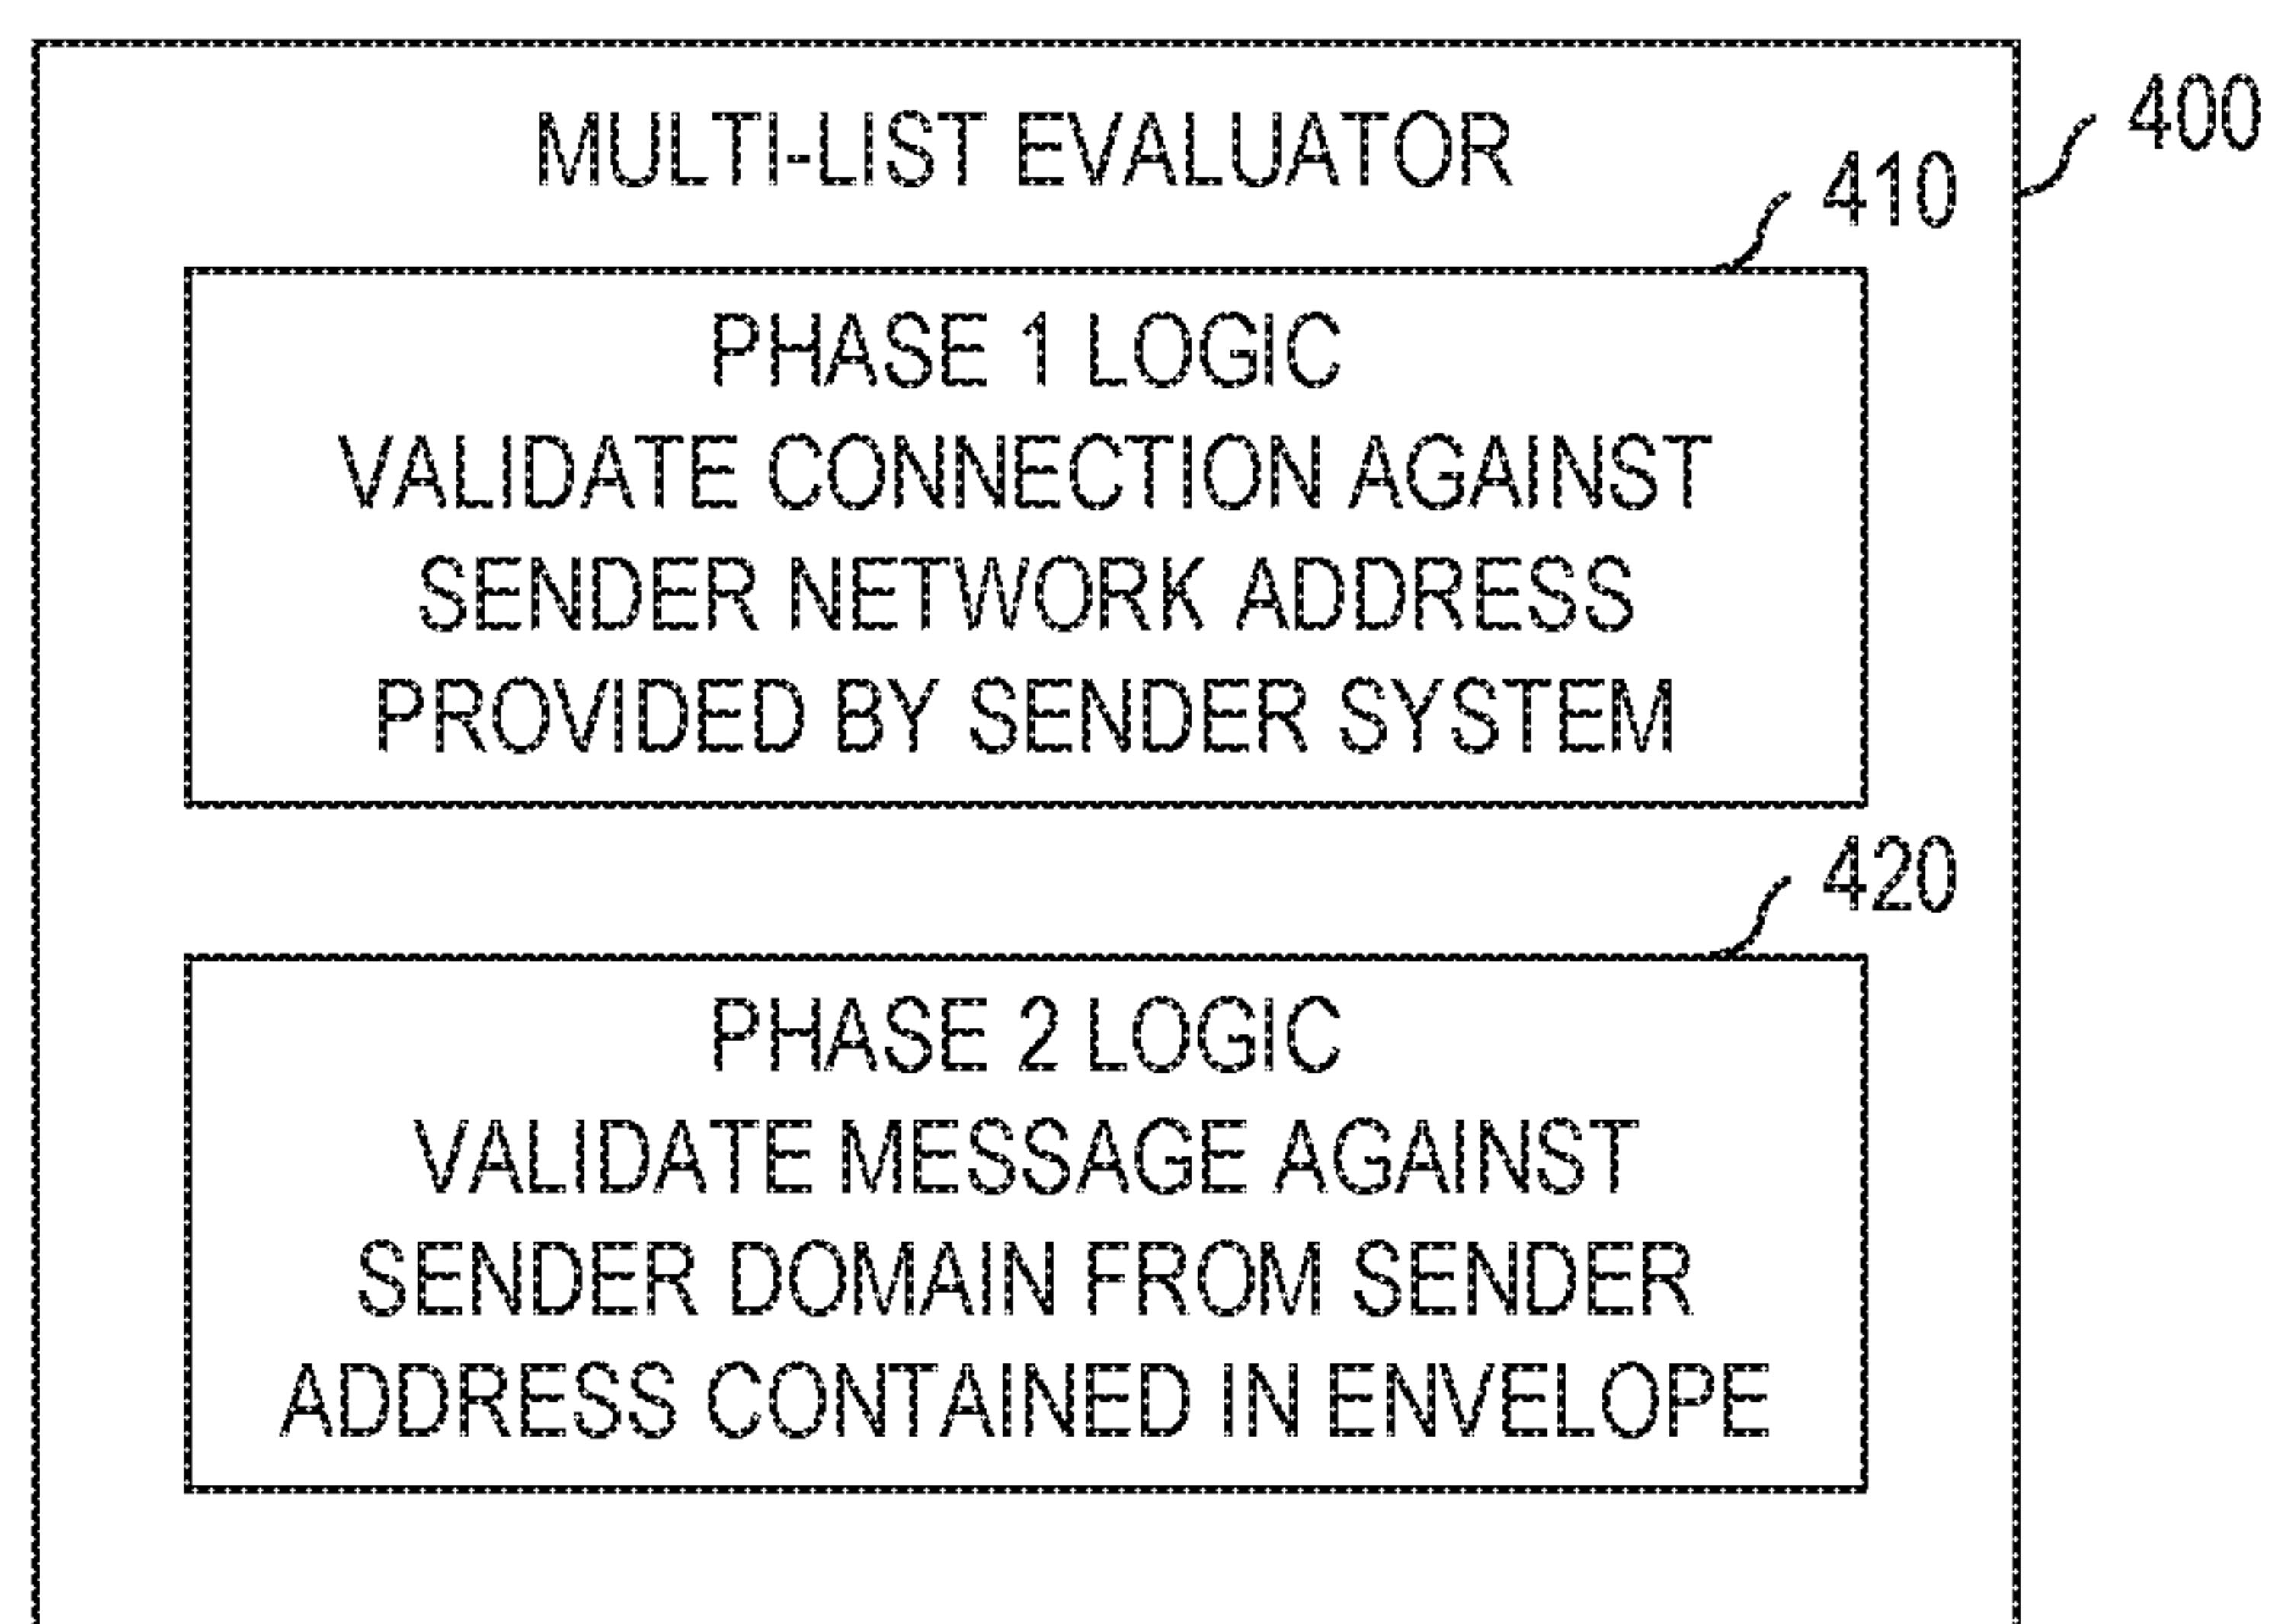 MULTI-LIST EVALUATOR
400
410
PHASE 1 LOGIC
VALIDATE CONNECTION AGAINST
SENDER NETWORK ADDRESS
PROVIDED BY SENDER SYSTEM
420
PHASE 2 LOGIC
VALIDATE MESSAGE AGAINST
SENDER DOMAIN FROM SENDER
ADDRESS CONTAINED IN ENVELOPE